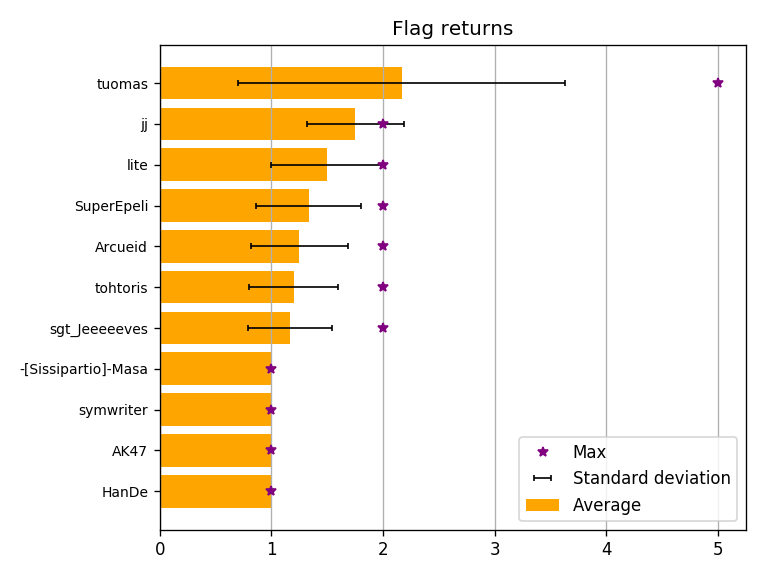 Flag returns
tuomas
jj
lite
SuperEpeli
Arcueid
tohtoris
sgt_Jeeeeeves
-[Sissipartio]-Masa
symwriter
AK47
HanDe
Max
Standard deviation
Average
0 1 2 3 4 5